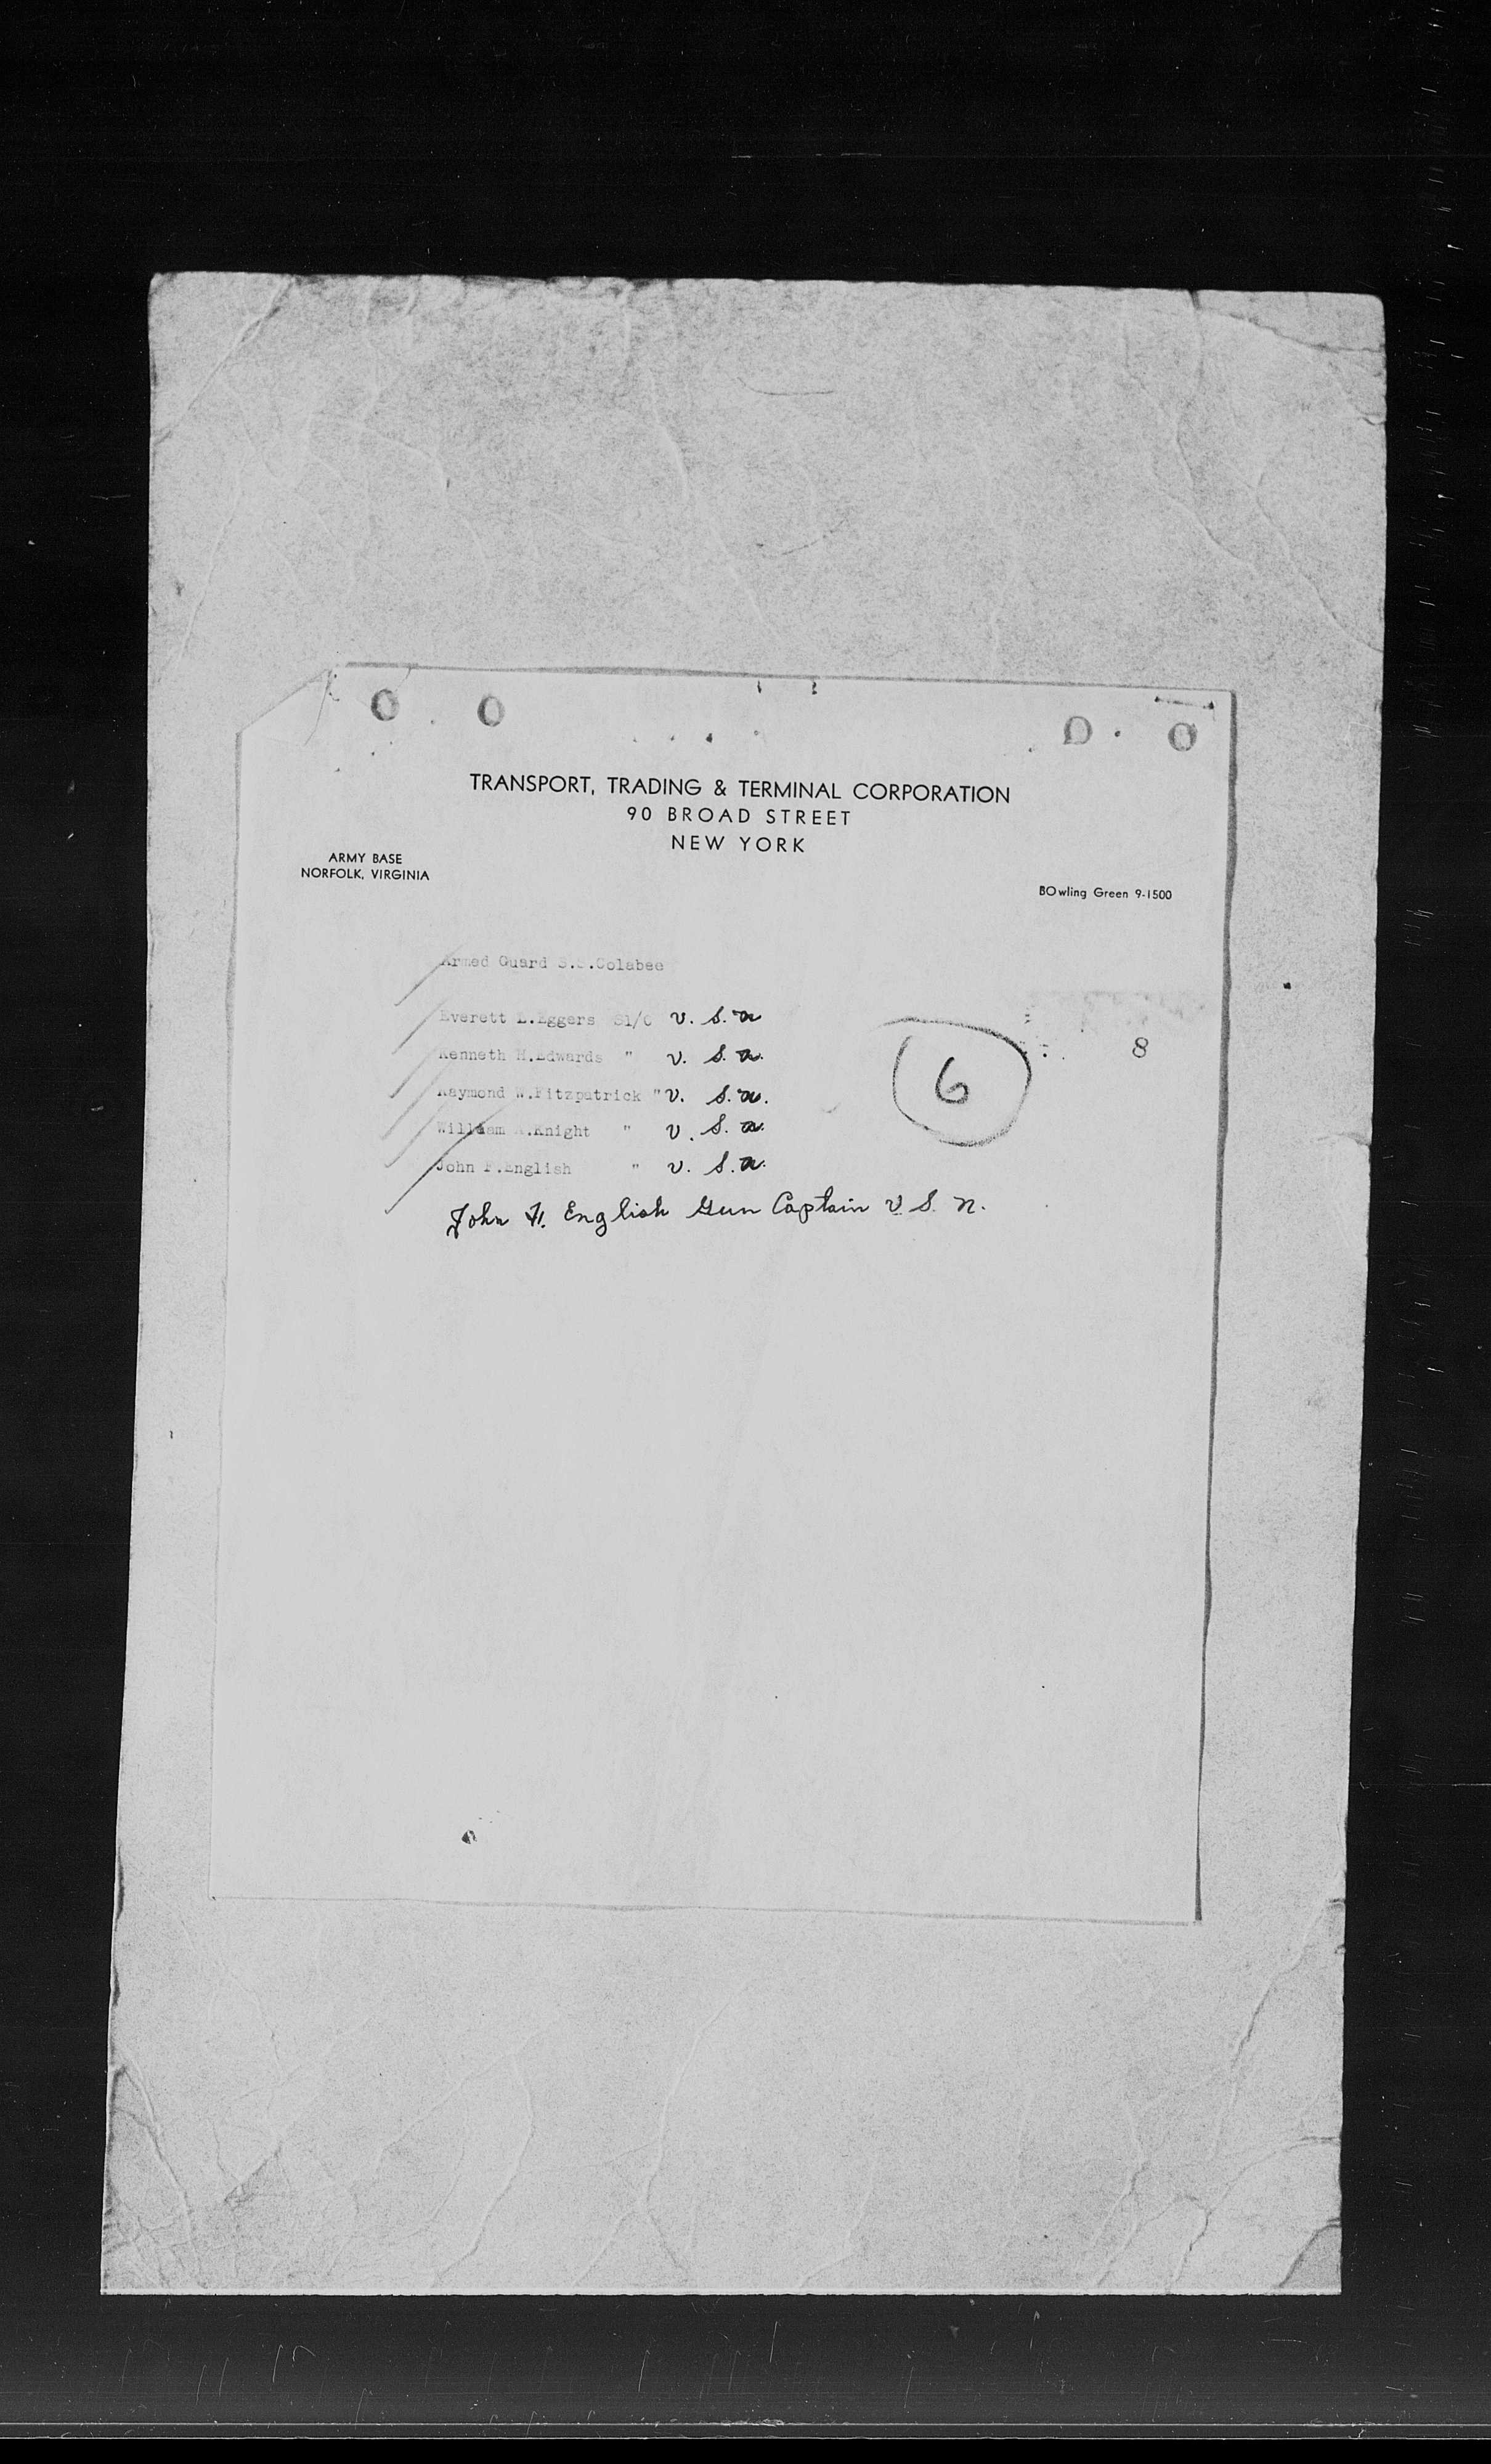 TRANSPORT, TRADING & TERMINAL CORPORATION
90 BROAD STREET
NEW YORK
ARMY BASE
NORFOLK, VIRGINIA
BOwling Green 9-1500
Armed Guard S.S.Colabee
Everett L.Eggers S1/C U. S. N
Kenneth H.Edwards " U. S. N.
8
6
Raymond W.Fitzpatrick " U. S. N.
William Knight " U. S. N.
John F.English " U. S. N.
John F. English Gun Captain U. S. N.